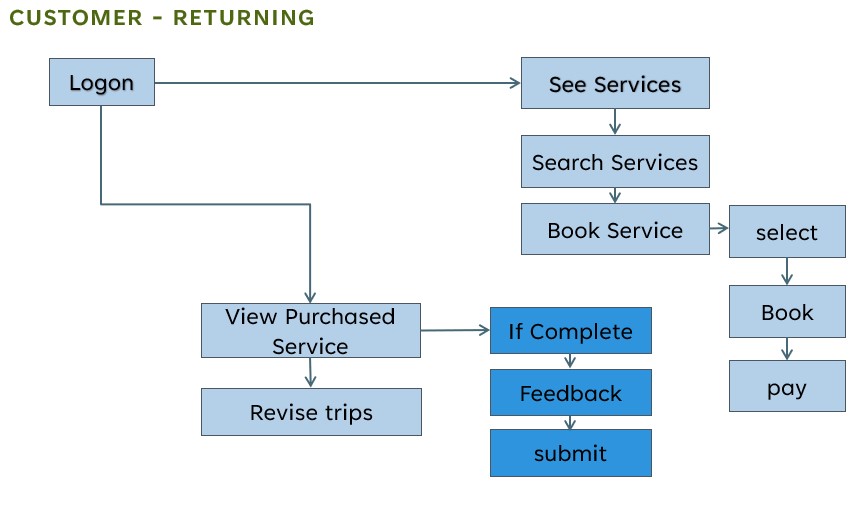 CUSTOMER – RETURNING
Logon
See Services
Search Services
Book Service
select
Book
pay
View Purchased
Service
Revise trips
If Complete
Feedback
submit